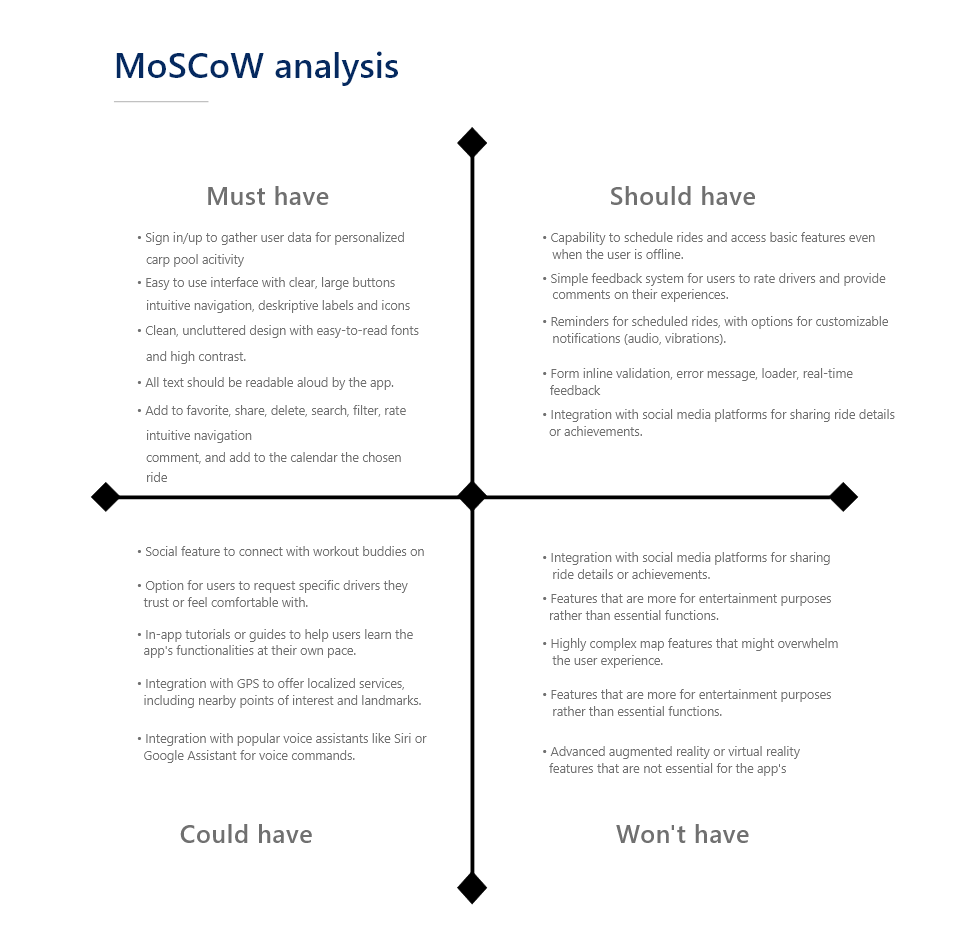 MoSCoW analysis
Must have
• Sign in/up to gather user data for personalized
carp pool acitivity
• Easy to use interface with clear, large buttons
intuitive navigation, deskriptive labels and icons
• Clean, uncluttered design with easy-to-read fonts
and high contrast.
• All text should be readable aloud by the app.
• Add to favorite, share, delete, search, filter, rate
intuitive navigation
comment, and add to the calendar the chosen
ride
Should have
• Capability to schedule rides and access basic features even
when the user is offline.
• Simple feedback system for users to rate drivers and provide
comments on their experiences.
• Reminders for scheduled rides, with options for customizable
notifications (audio, vibrations).
• Form inline validation, error message, loader, real-time
feedback
• Integration with social media platforms for sharing ride details
or achievements.
• Social feature to connect with workout buddies on
• Option for users to request specific drivers they
trust or feel comfortable with.
• In-app tutorials or guides to help users learn the
app's functionalities at their own pace.
• Integration with GPS to offer localized services,
including nearby points of interest and landmarks.
• Integration with popular voice assistants like Siri or
Google Assistant for voice commands.
Could have
• Integration with social media platforms for sharing
ride details or achievements.
• Features that are more for entertainment purposes
rather than essential functions.
• Highly complex map features that might overwhelm
the user experience.
• Features that are more for entertainment purposes
rather than essential functions.
• Advanced augmented reality or virtual reality
features that are not essential for the app's
Won't have